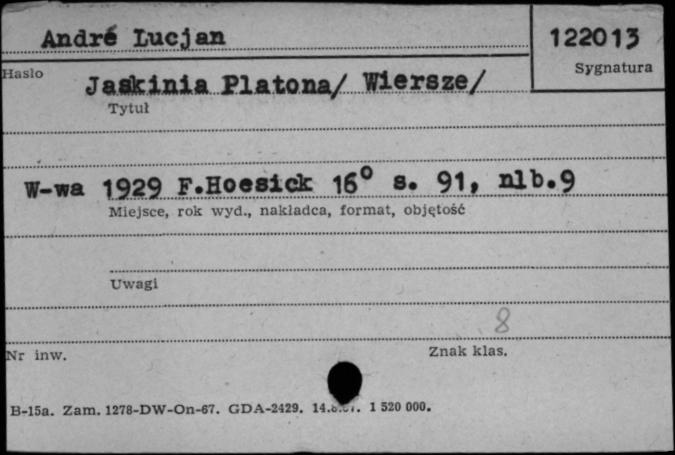 André Lucjan
122013
Hasło
Sygnatura
Jaskinia Platona/ Wiersze/
Tytuł
W-wa 1929 F.Hoesick 16° s. 91, nlb.9
Miejsce, rok wyd., nakładca, format, objętość
Uwagi
8
Nr inw.
Znak klas.
B-15a. Zam. 1278-DW-On-67. GDA-2429. 1 520 000.